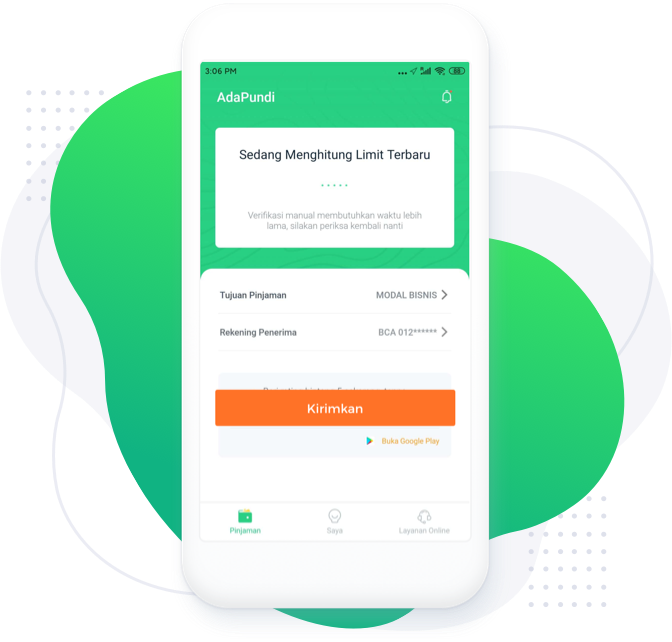 3:06 PM
AdaPundi
Sedang Menghitung Limit Terbaru
Verifikasi manual membutuhkan waktu lebih
lama, silakan periksa kembali nanti
Tujuan Pinjaman MODAL BISNIS
Rekening Penerima BCA 012******
Kirimkan
Buka Google Play
Pinjaman Saya Layanan Online